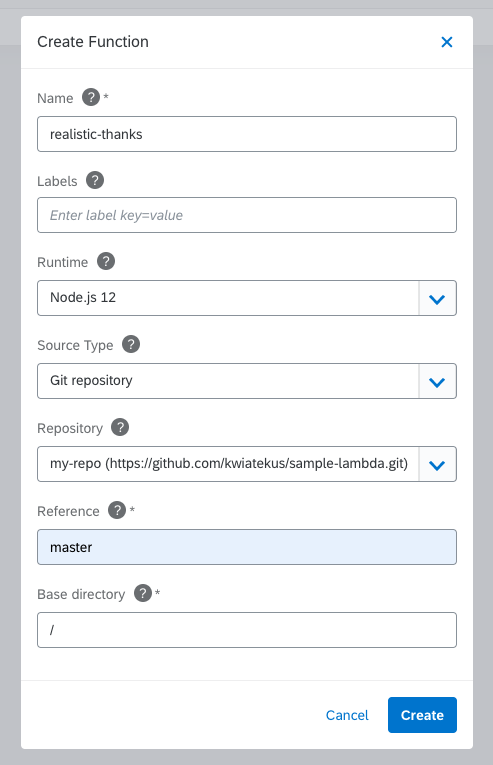 Create Function
Name ? *
realistic-thanks
Labels ?
Enter label key=value
Runtime ?
Node.js 12
Source Type ?
Git repository
Repository ?
my-repo (https://github.com/kwiatekus/sample-lambda.git)
Reference ? *
master
Base directory ? *
/
Cancel Create